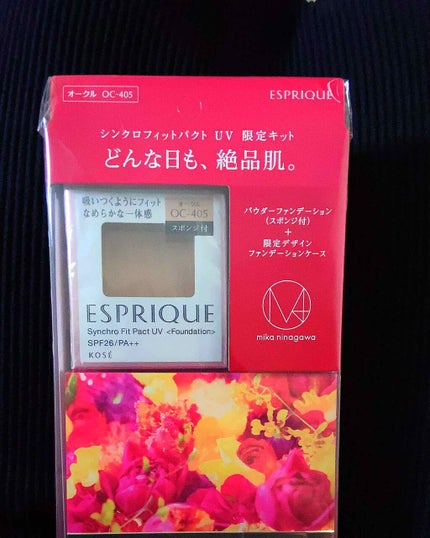 オークル OC-405
ESPRIQUE
シンクロフィットパクト UV 限定キット
どんな日も、絶品肌。
吸いつくようにフィット
なめらかな一体感
オークル
OC-405
スポンジ付
ESPRIQUE
Synchro Fit Pact UV <Foundation>
SPF26/PA++
KOSÉ
パウダーファンデーション
(スポンジ付)
+
限定デザイン
ファンデーションケース
M
mika ninagawa